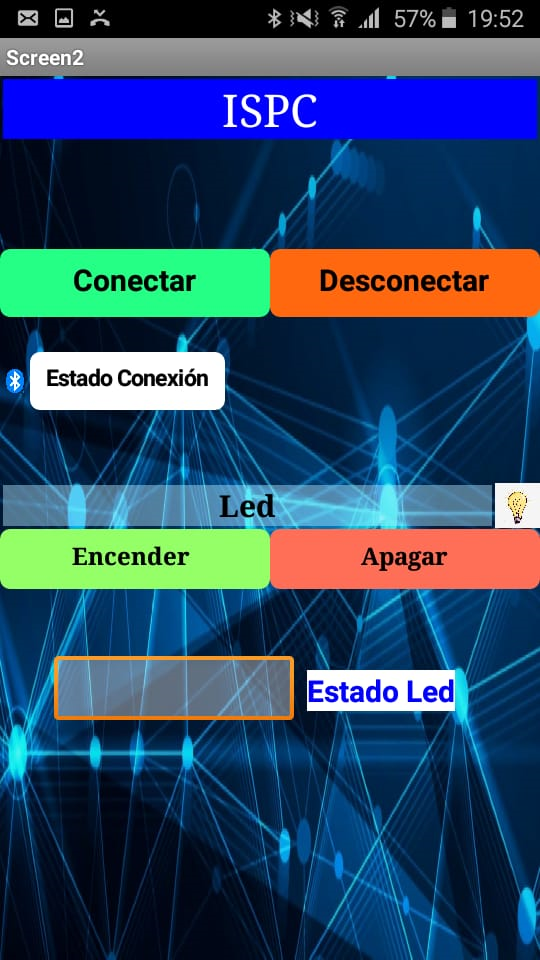 57% 19:52
Screen2
ISPC
Conectar Desconectar
Estado Conexión
Led
Encender Apagar
Estado Led